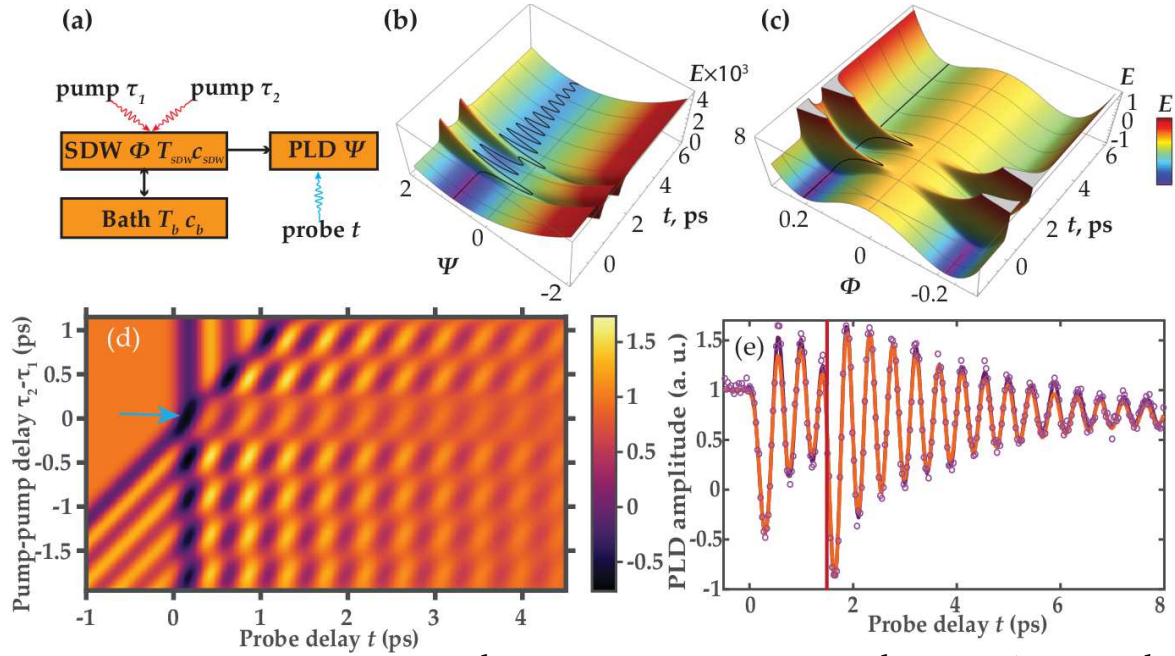 (a)
pump τ1 pump τ2
SDW Φ TSDW cSDW
PLD Ψ
Bath Tb cb
probe t
(b)
E×10³
4
2
0
6
4
2
0
t, ps
2
0
-2
Ψ
(c)
E
1
0
-1
E
8
6
4
2
0
t, ps
0.2
0
-0.2
Φ
(d)
Pump-pump delay τ2-τ1 (ps)
1
0.5
0
-0.5
-1
-1.5
-1 0 1 2 3 4
Probe delay t (ps)
1.5
1
0.5
0
-0.5
(e)
PLD amplitude (a. u.)
1.5
1
0.5
0
-0.5
-1
0 2 4 6 8
Probe delay t (ps)